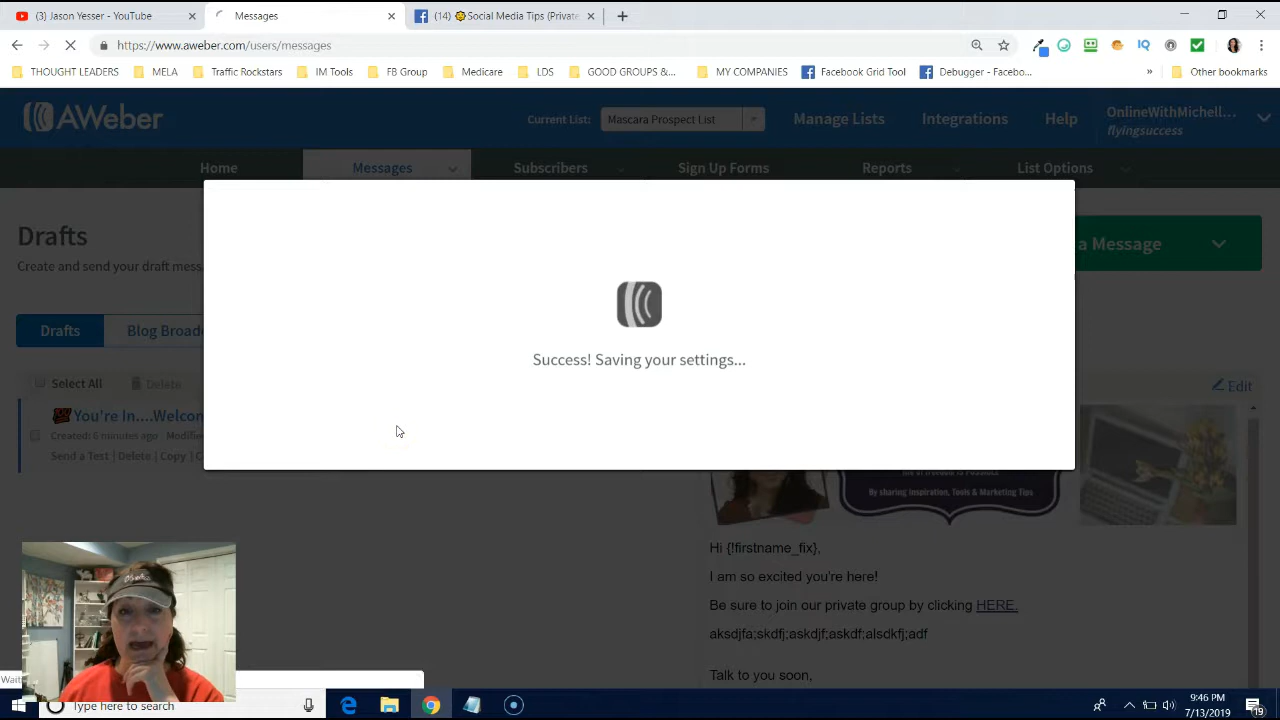 (3) Jason Yesser - YouTube
Messages
(14) Social Media Tips (Private
https://www.aweber.com/users/messages
IQ
THOUGHT LEADERS
MELA
Traffic Rockstars
IM Tools
FB Group
Medicare
LDS
GOOD GROUPS &...
MY COMPANIES
Facebook Grid Tool
Debugger - Facebo...
»
Other bookmarks
AWeber
Current List:
Mascara Prospect List
Manage Lists
Integrations
Help
OnlineWithMichell...
flyingsuccess
Home
Messages
Subscribers
Sign Up Forms
Reports
List Options
Drafts
Create and send your draft mess
a Message
Drafts
Blog Broad
Success! Saving your settings...
Select All
Delete
Edit
100 You're In....Welcom
Created: 6 minutes ago
Modifie
Send a Test | Delete | Copy | C
By sharing Inspiration, Tools & Marketing Tips
Hi {!firstname_fix},
I am so excited you're here!
Be sure to join our private group by clicking HERE.
aksdjfa;skdfj;askdjf;askdf;alsdkfj;adf
Talk to you soon,
Wait
Type here to search
9:46 PM
7/13/2019
19